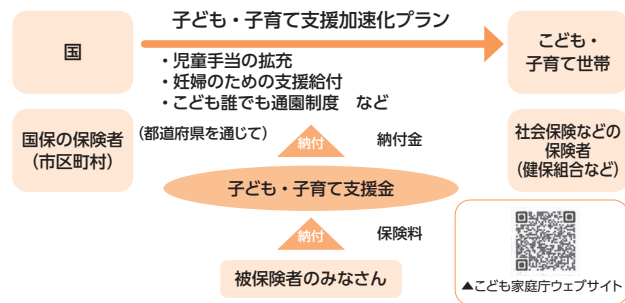 子ども・子育て支援加速化プラン
国
・児童手当の拡充
・妊婦のための支援給付
・こども誰でも通園制度　など
こども・
子育て世帯
国保の保険者
(市区町村)
(都道府県を通じて)
納付
納付金
社会保険などの
保険者
(健保組合など)
子ども・子育て支援金
納付
保険料
被保険者のみなさん
▲こども家庭庁ウェブサイト